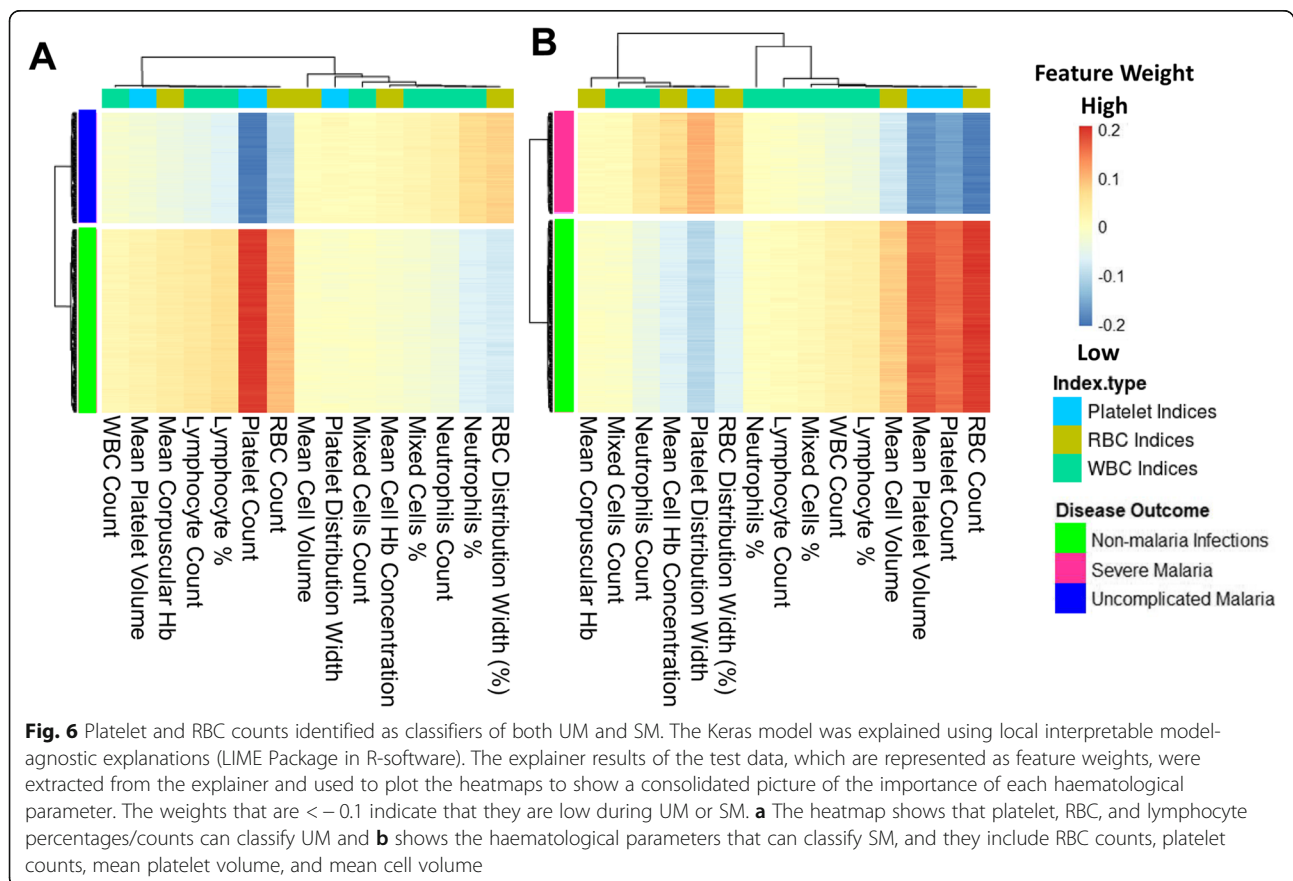 A
B
Feature Weight
High
0.2
0.1
0
-0.1
-0.2
Low
Index.type
Platelet Indices
RBC Indices
WBC Indices
Disease Outcome
Non-malaria Infections
Severe Malaria
Uncomplicated Malaria
WBC Count
Mean Platelet Volume
Mean Corpuscular Hb
Lymphocyte Count
Lymphocyte %
Platelet Count
RBC Count
Mean Cell Volume
Platelet Distribution Width
Mixed Cells Count
Mean Cell Hb Concentration
Mixed Cells %
Neutrophils Count
Neutrophils %
RBC Distribution Width (%)
Mean Corpuscular Hb
Mixed Cells Count
Neutrophils Count
Mean Cell Hb Concentration
Platelet Distribution Width
RBC Distribution Width (%)
Neutrophils %
Lymphocyte Count
Mixed Cells %
WBC Count
Lymphocyte %
Mean Cell Volume
Mean Platelet Volume
Platelet Count
RBC Count
Fig. 6 Platelet and RBC counts identified as classifiers of both UM and SM. The Keras model was explained using local interpretable model-
agnostic explanations (LIME Package in R-software). The explainer results of the test data, which are represented as feature weights, were
extracted from the explainer and used to plot the heatmaps to show a consolidated picture of the importance of each haematological
parameter. The weights that are < − 0.1 indicate that they are low during UM or SM. a The heatmap shows that platelet, RBC, and lymphocyte
percentages/counts can classify UM and b shows the haematological parameters that can classify SM, and they include RBC counts, platelet
counts, mean platelet volume, and mean cell volume